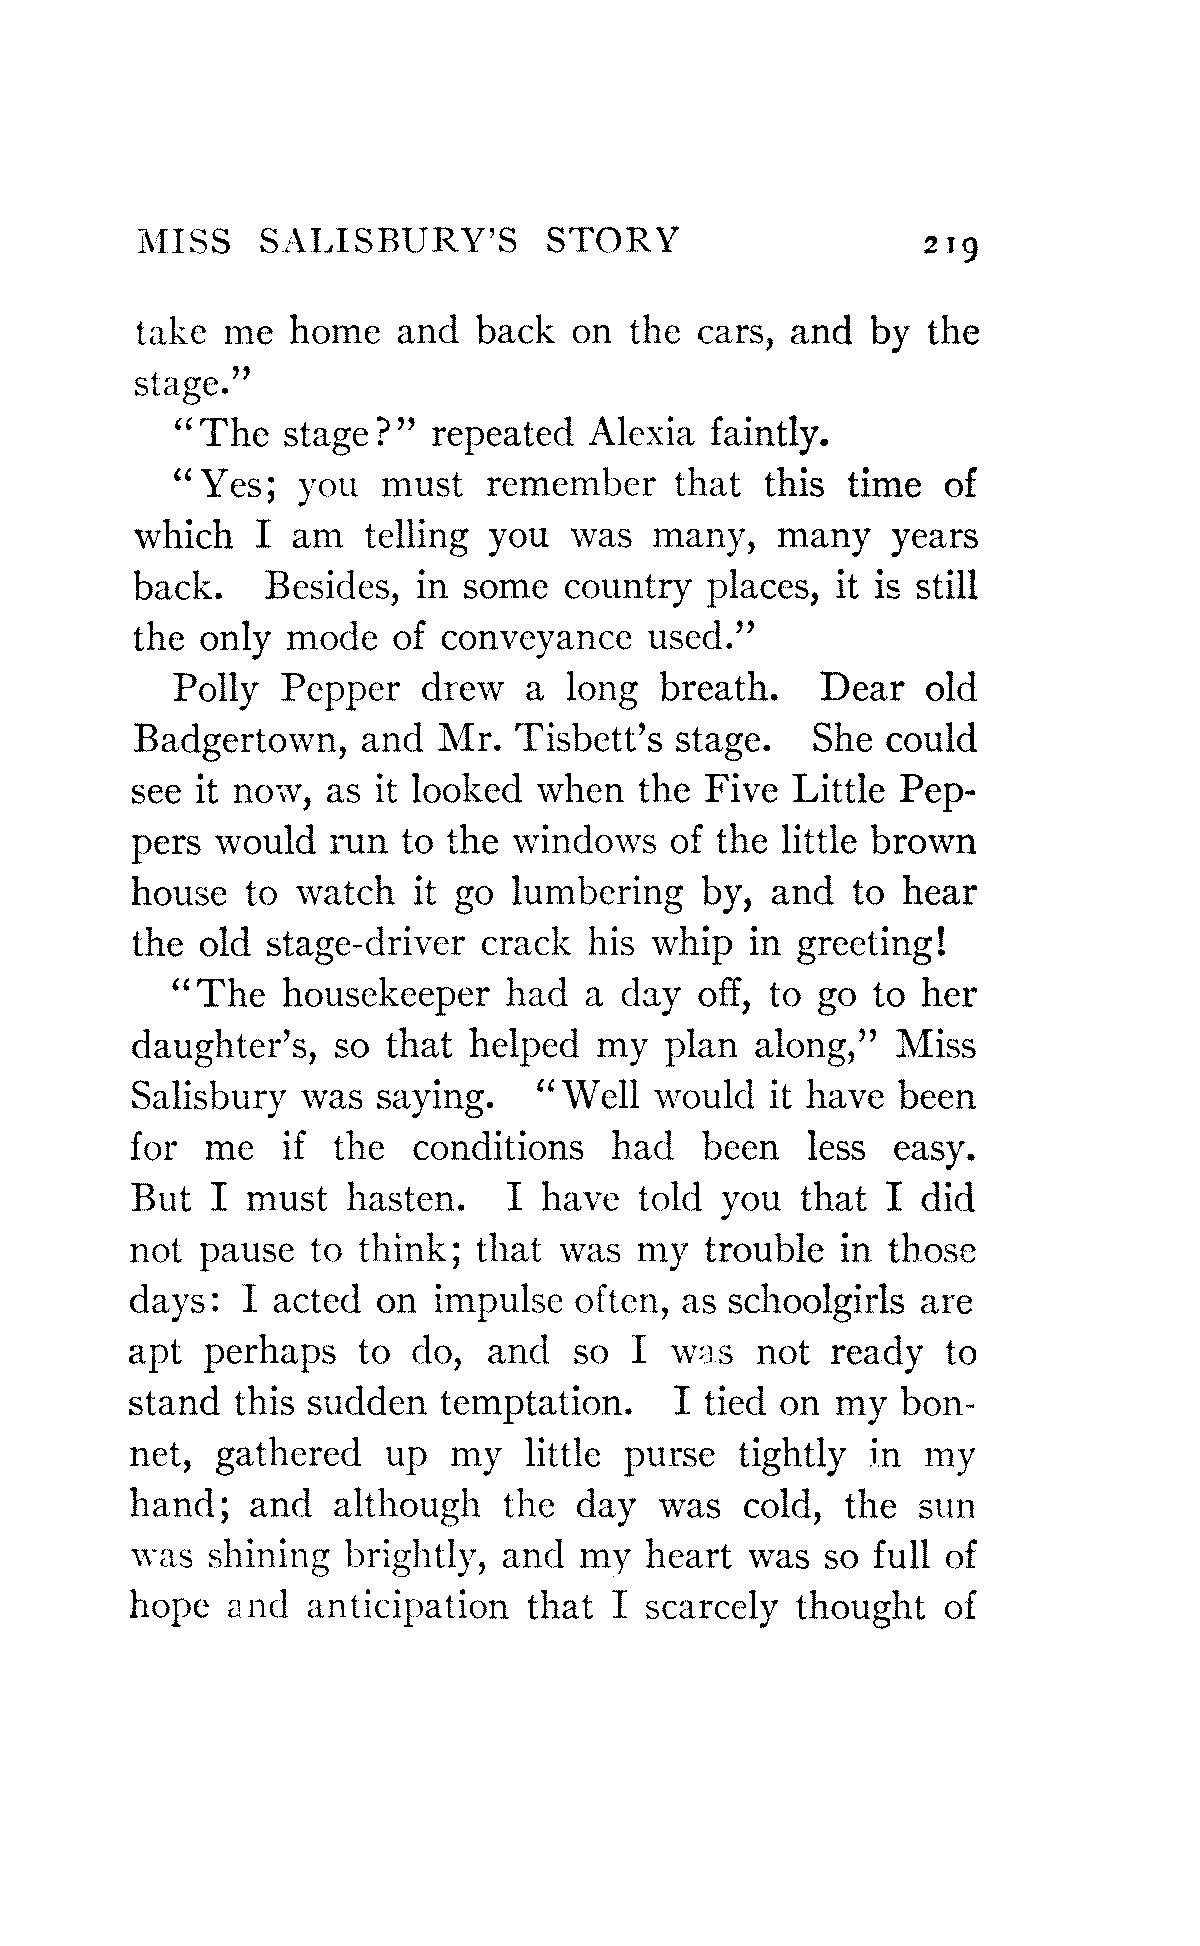 MISS SALISBURY'S STORY 219
take me home and back on the cars, and by the
stage."
"The stage?" repeated Alexia faintly.
"Yes; you must remember that this time of
which I am telling you was many, many years
back. Besides, in some country places, it is still
the only mode of conveyance used."
Polly Pepper drew a long breath. Dear old
Badgertown, and Mr. Tisbett's stage. She could
see it now, as it looked when the Five Little Pep-
pers would run to the windows of the little brown
house to watch it go lumbering by, and to hear
the old stage-driver crack his whip in greeting!
"The housekeeper had a day off, to go to her
daughter's, so that helped my plan along," Miss
Salisbury was saying. "Well would it have been
for me if the conditions had been less easy.
But I must hasten. I have told you that I did
not pause to think; that was my trouble in those
days: I acted on impulse often, as schoolgirls are
apt perhaps to do, and so I was not ready to
stand this sudden temptation. I tied on my bon-
net, gathered up my little purse tightly in my
hand; and although the day was cold, the sun
was shining brightly, and my heart was so full of
hope and anticipation that I scarcely thought of